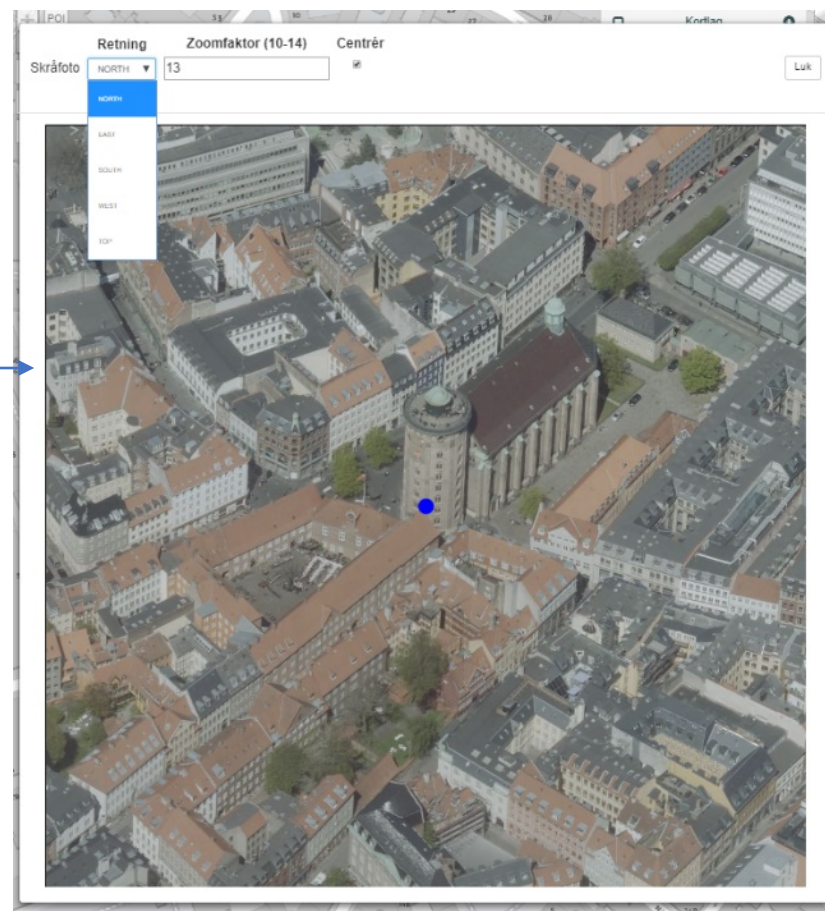 POI
Kortlag
Retning Zoomfaktor (10-14) Centrér
Skråfoto NORTH 13 Luk
NORTH
EAST
SOUTH
WEST
TOP